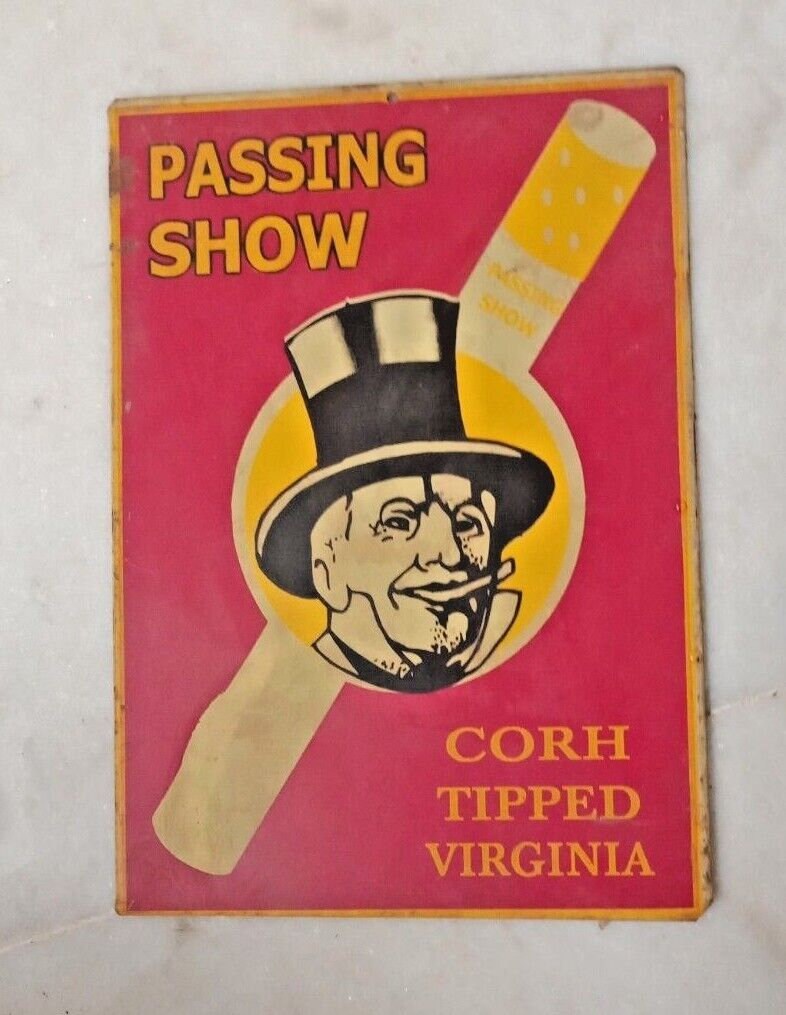 PASSING
SHOW
PASSING
SHOW
CORH
TIPPED
VIRGINIA